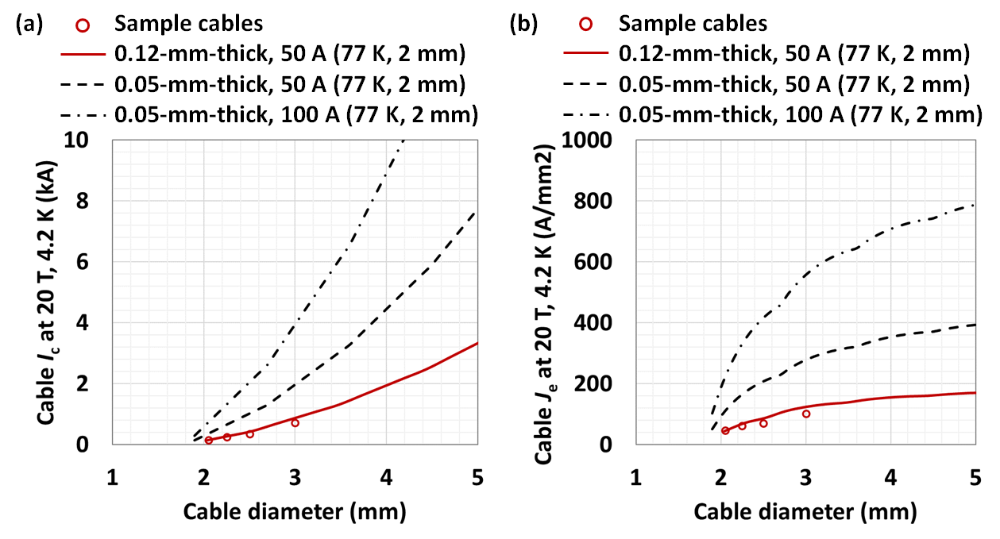 (a)
Sample cables
0.12-mm-thick, 50 A (77 K, 2 mm)
0.05-mm-thick, 50 A (77 K, 2 mm)
0.05-mm-thick, 100 A (77 K, 2 mm)
Cable Ic at 20 T, 4.2 K (kA)
10
8
6
4
2
0
1 2 3 4 5
Cable diameter (mm)
(b)
Sample cables
0.12-mm-thick, 50 A (77 K, 2 mm)
0.05-mm-thick, 50 A (77 K, 2 mm)
0.05-mm-thick, 100 A (77 K, 2 mm)
Cable Je at 20 T, 4.2 K (A/mm2)
1000
800
600
400
200
0
1 2 3 4 5
Cable diameter (mm)